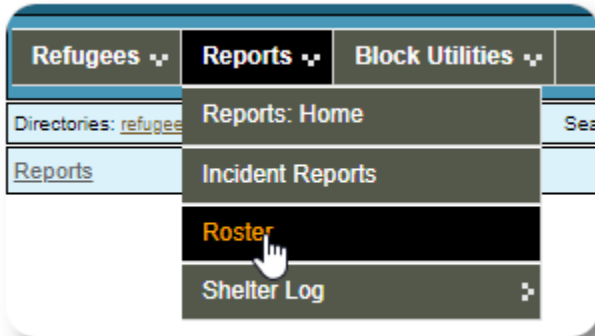 Refugees Reports Block Utilities
Directories: refugee Reports: Home Sea
Reports Incident Reports
Roster
Shelter Log